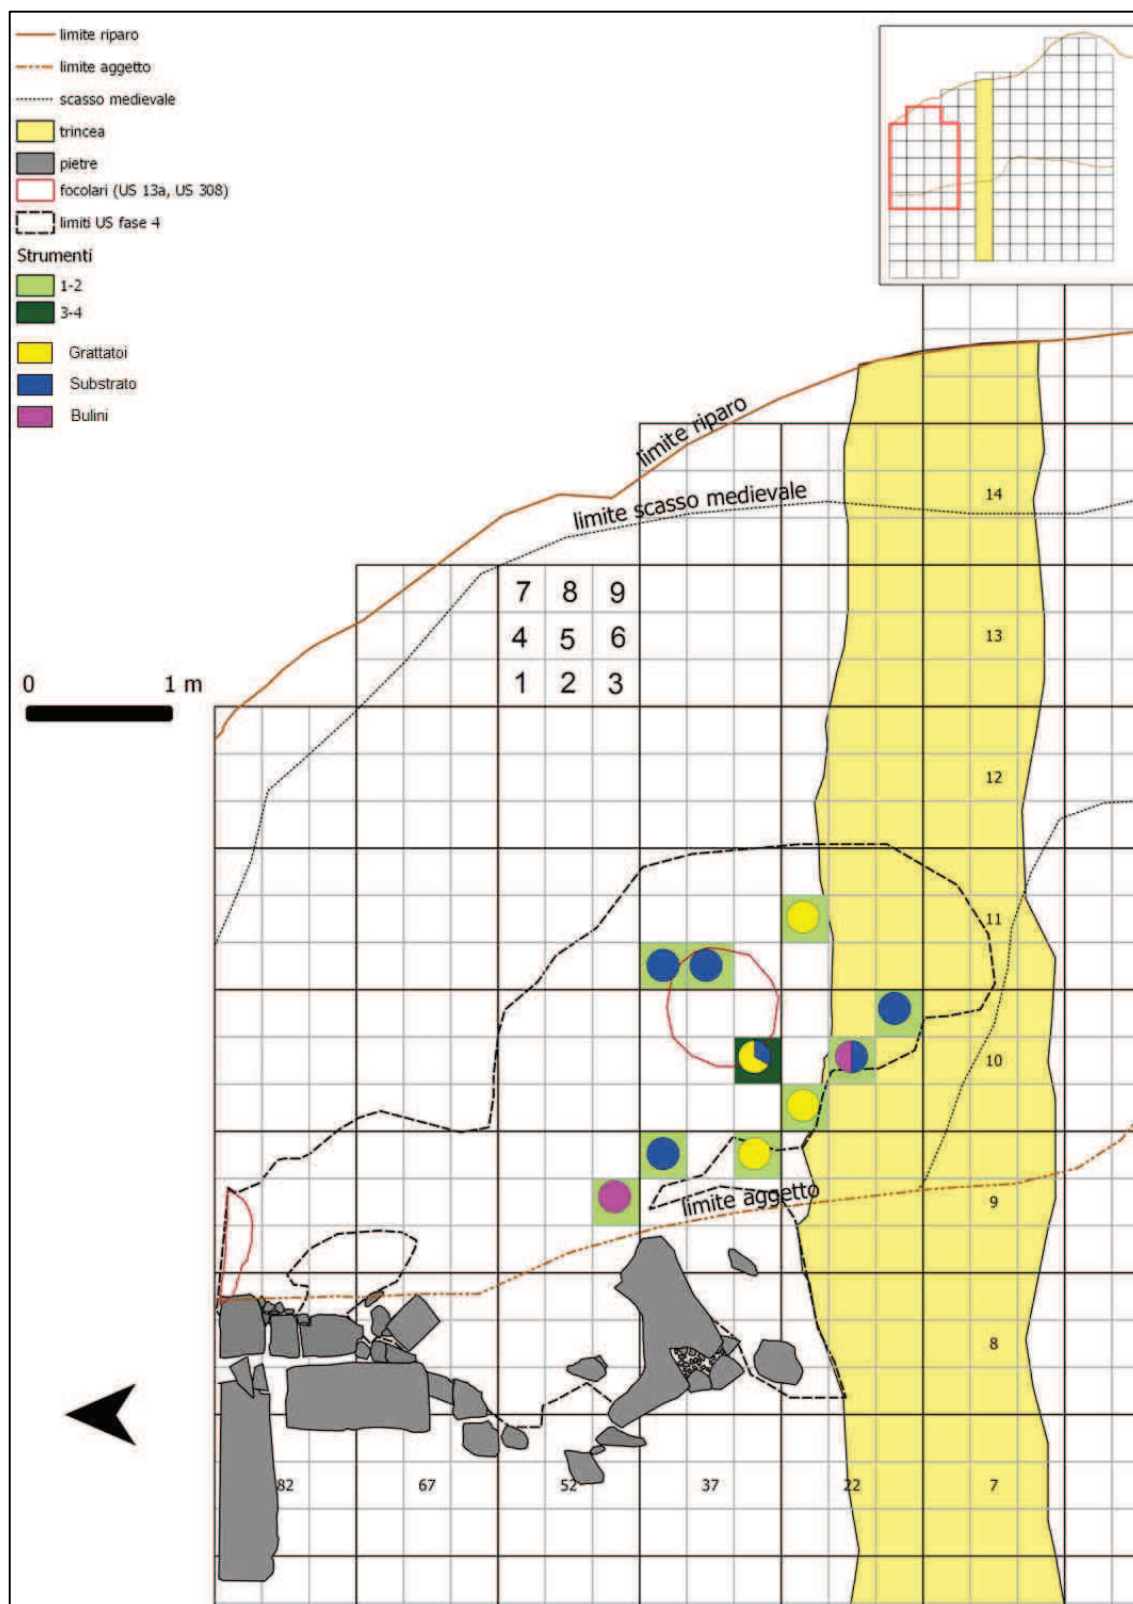 limite riparo
limite aggetto
scasso medievale
trincea
pietre
focolari (US 13a, US 308)
limiti US fase 4
Strumenti
1-2
3-4
Grattatoi
Substrato
Bulini
limite riparo
limite scasso medievale
14
7 8 9
4 5 6
1 2 3
13
0 1 m
12
11
10
limite aggetto
9
8
82 67 52 37 22 7